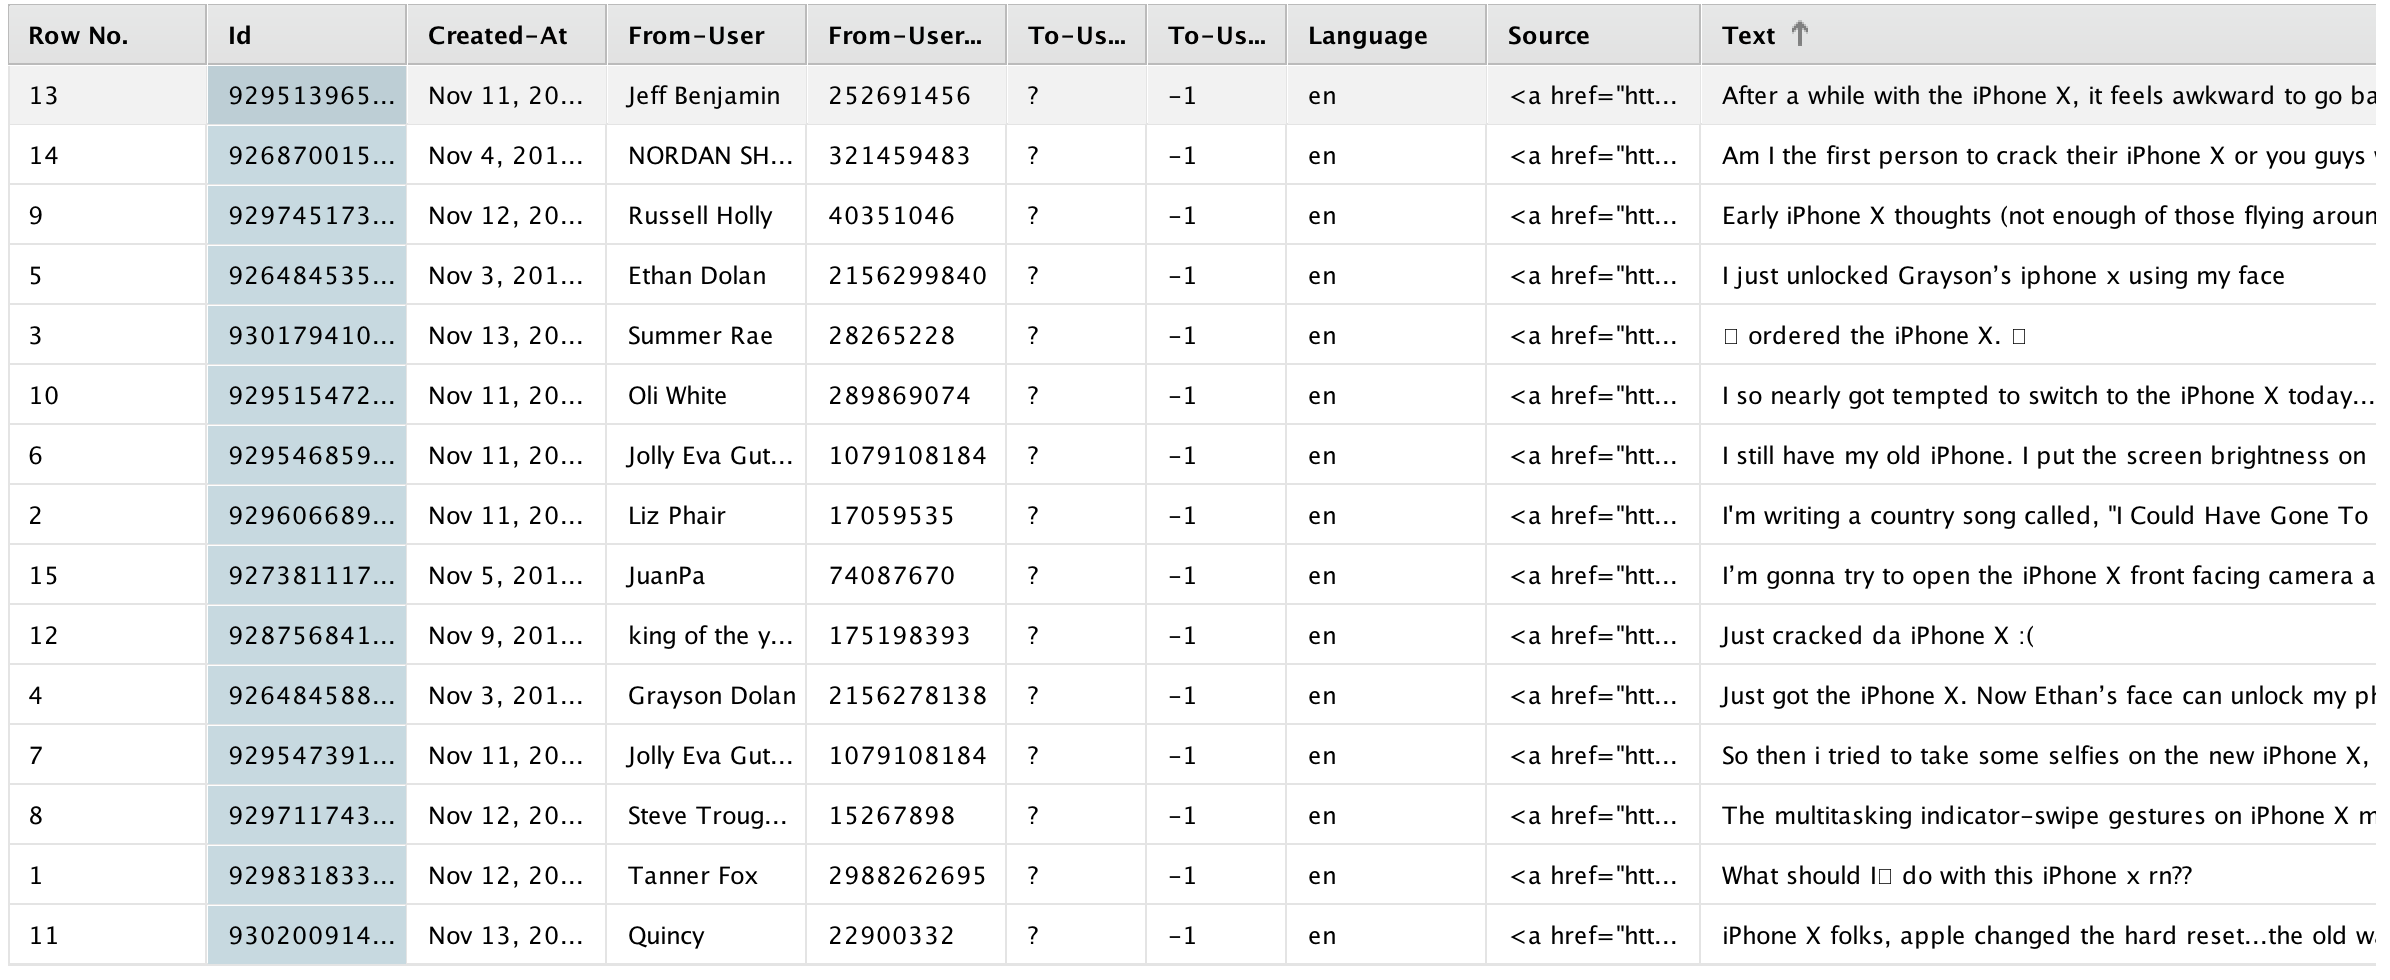 Row No. Id Created-At From-User From-User... To-Us... To-Us... Language Source Text
13 929513965... Nov 11, 20... Jeff Benjamin 252691456 ? -1 en <a href="htt... After a while with the iPhone X, it feels awkward to go ba
14 926870015... Nov 4, 201... NORDAN SH... 321459483 ? -1 en <a href="htt... Am I the first person to crack their iPhone X or you guys
9 929745173... Nov 12, 20... Russell Holly 40351046 ? -1 en <a href="htt... Early iPhone X thoughts (not enough of those flying aroun
5 926484535... Nov 3, 201... Ethan Dolan 2156299840 ? -1 en <a href="htt... I just unlocked Grayson’s iphone x using my face
3 930179410... Nov 13, 20... Summer Rae 28265228 ? -1 en <a href="htt... ordered the iPhone X.
10 929515472... Nov 11, 20... Oli White 289869074 ? -1 en <a href="htt... I so nearly got tempted to switch to the iPhone X today...
6 929546859... Nov 11, 20... Jolly Eva Gut... 1079108184 ? -1 en <a href="htt... I still have my old iPhone. I put the screen brightness on
2 929606689... Nov 11, 20... Liz Phair 17059535 ? -1 en <a href="htt... I'm writing a country song called, "I Could Have Gone To
15 927381117... Nov 5, 201... JuanPa 74087670 ? -1 en <a href="htt... I’m gonna try to open the iPhone X front facing camera a
12 928756841... Nov 9, 201... king of the y... 175198393 ? -1 en <a href="htt... Just cracked da iPhone X :(
4 926484588... Nov 3, 201... Grayson Dolan 2156278138 ? -1 en <a href="htt... Just got the iPhone X. Now Ethan’s face can unlock my ph
7 929547391... Nov 11, 20... Jolly Eva Gut... 1079108184 ? -1 en <a href="htt... So then i tried to take some selfies on the new iPhone X,
8 929711743... Nov 12, 20... Steve Troug... 15267898 ? -1 en <a href="htt... The multitasking indicator-swipe gestures on iPhone X m
1 929831833... Nov 12, 20... Tanner Fox 2988262695 ? -1 en <a href="htt... What should I do with this iPhone x rn??
11 930200914... Nov 13, 20... Quincy 22900332 ? -1 en <a href="htt... iPhone X folks, apple changed the hard reset...the old wa